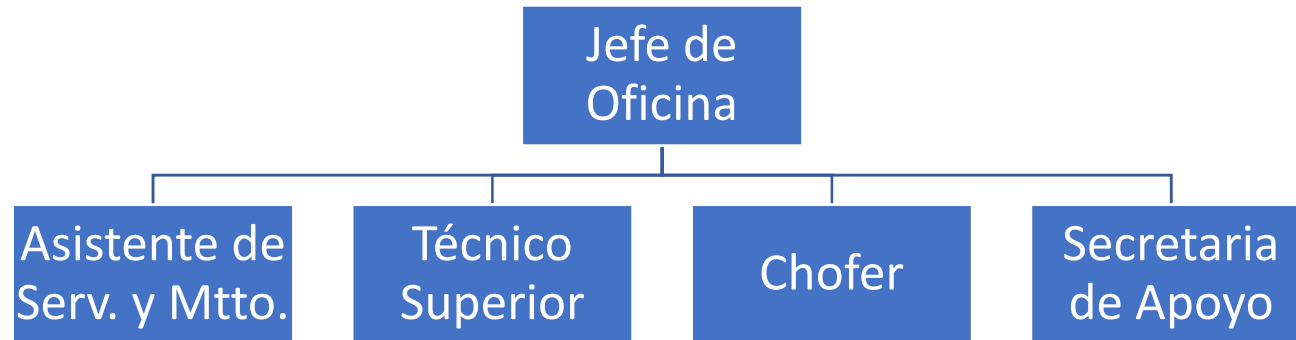 Jefe de
Oficina
Asistente de
Serv. y Mtto.
Técnico
Superior
Chofer
Secretaria
de Apoyo